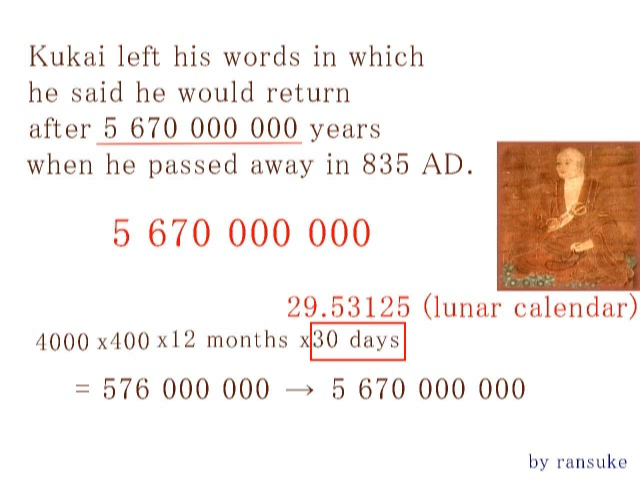 Kukai left his words in which
he said he would return
after 5 670 000 000 years
when he passed away in 835 AD.
5 670 000 000
29.53125 (lunar calendar)
4000 x400 x12 months x30 days
= 576 000 000 → 5 670 000 000
by ransuke